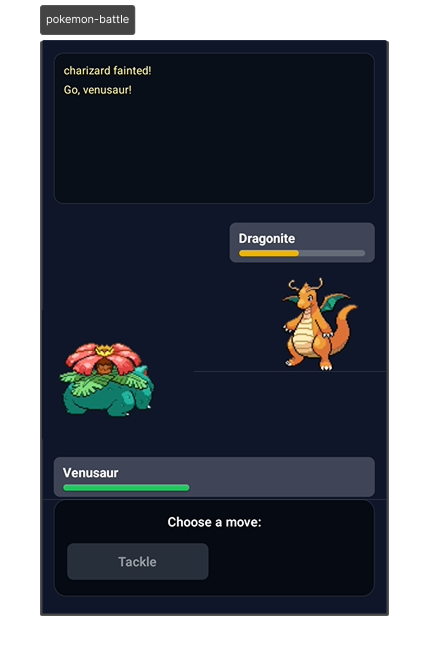 pokemon-battle
charizard fainted!
Go, venusaur!
Dragonite
Venusaur
Choose a move:
Tackle